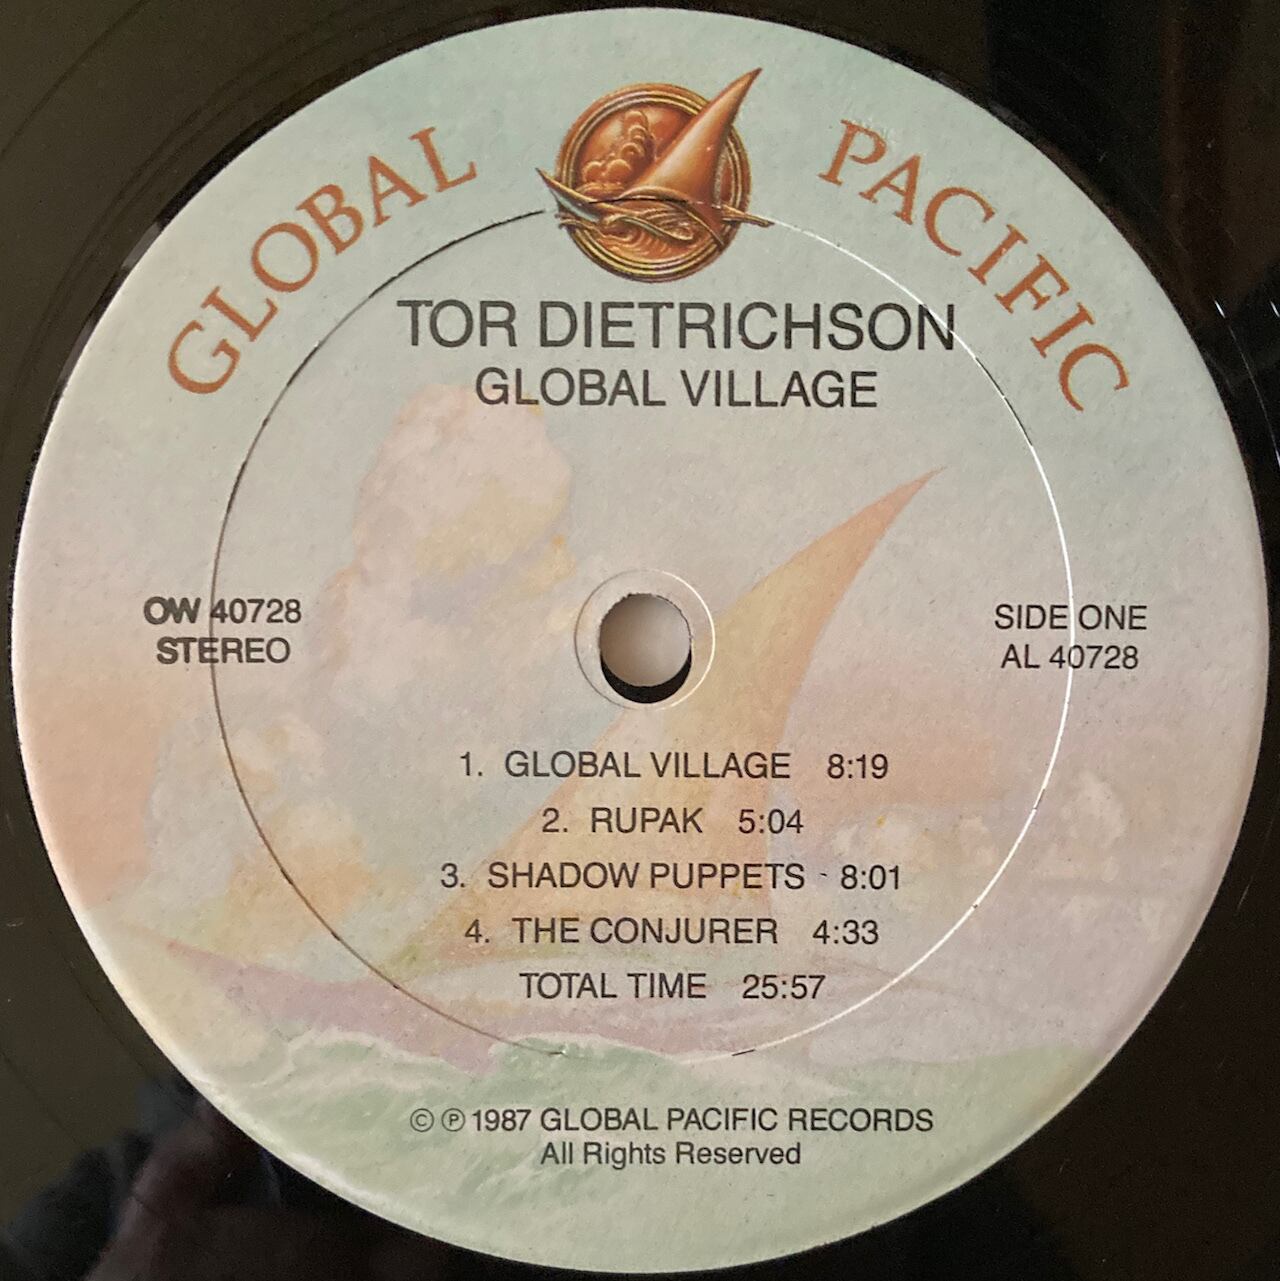 GLOBAL PACIFIC
TOR DIETRICHSON
GLOBAL VILLAGE
OW 40728
STEREO
SIDE ONE
AL 40728
1. GLOBAL VILLAGE 8:19
2. RUPAK 5:04
3. SHADOW PUPPETS 8:01
4. THE CONJURER 4:33
TOTAL TIME 25:57
© ℗ 1987 GLOBAL PACIFIC RECORDS
All Rights Reserved